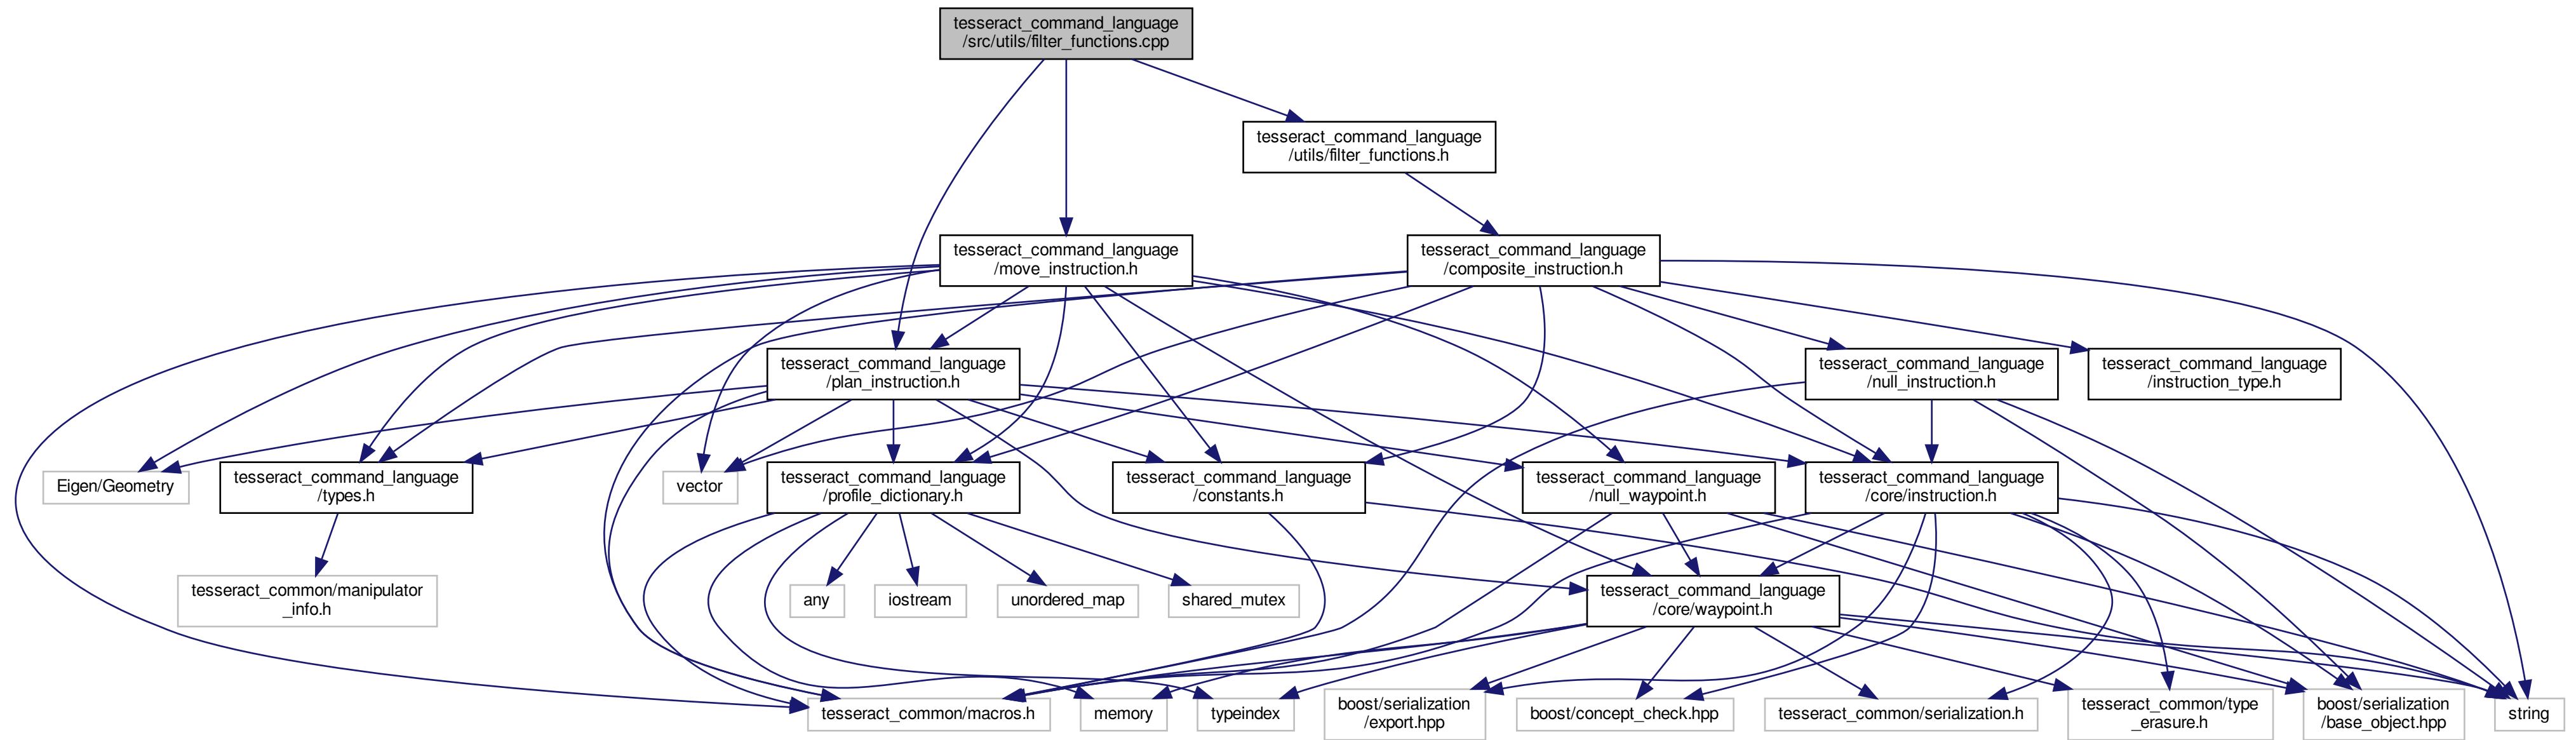 tesseract_command_language
/src/utils/filter_functions.cpp
tesseract_command_language
/utils/filter_functions.h
tesseract_command_language
/move_instruction.h
tesseract_command_language
/composite_instruction.h
tesseract_command_language
/plan_instruction.h
tesseract_command_language
/null_instruction.h
tesseract_command_language
/instruction_type.h
Eigen/Geometry
tesseract_command_language
/types.h
vector
tesseract_command_language
/profile_dictionary.h
tesseract_command_language
/constants.h
tesseract_command_language
/null_waypoint.h
tesseract_command_language
/core/instruction.h
tesseract_common/manipulator
_info.h
any
iostream
unordered_map
shared_mutex
tesseract_command_language
/core/waypoint.h
tesseract_common/macros.h
memory
typeindex
boost/serialization
/export.hpp
boost/concept_check.hpp
tesseract_common/serialization.h
tesseract_common/type
_erasure.h
boost/serialization
/base_object.hpp
string